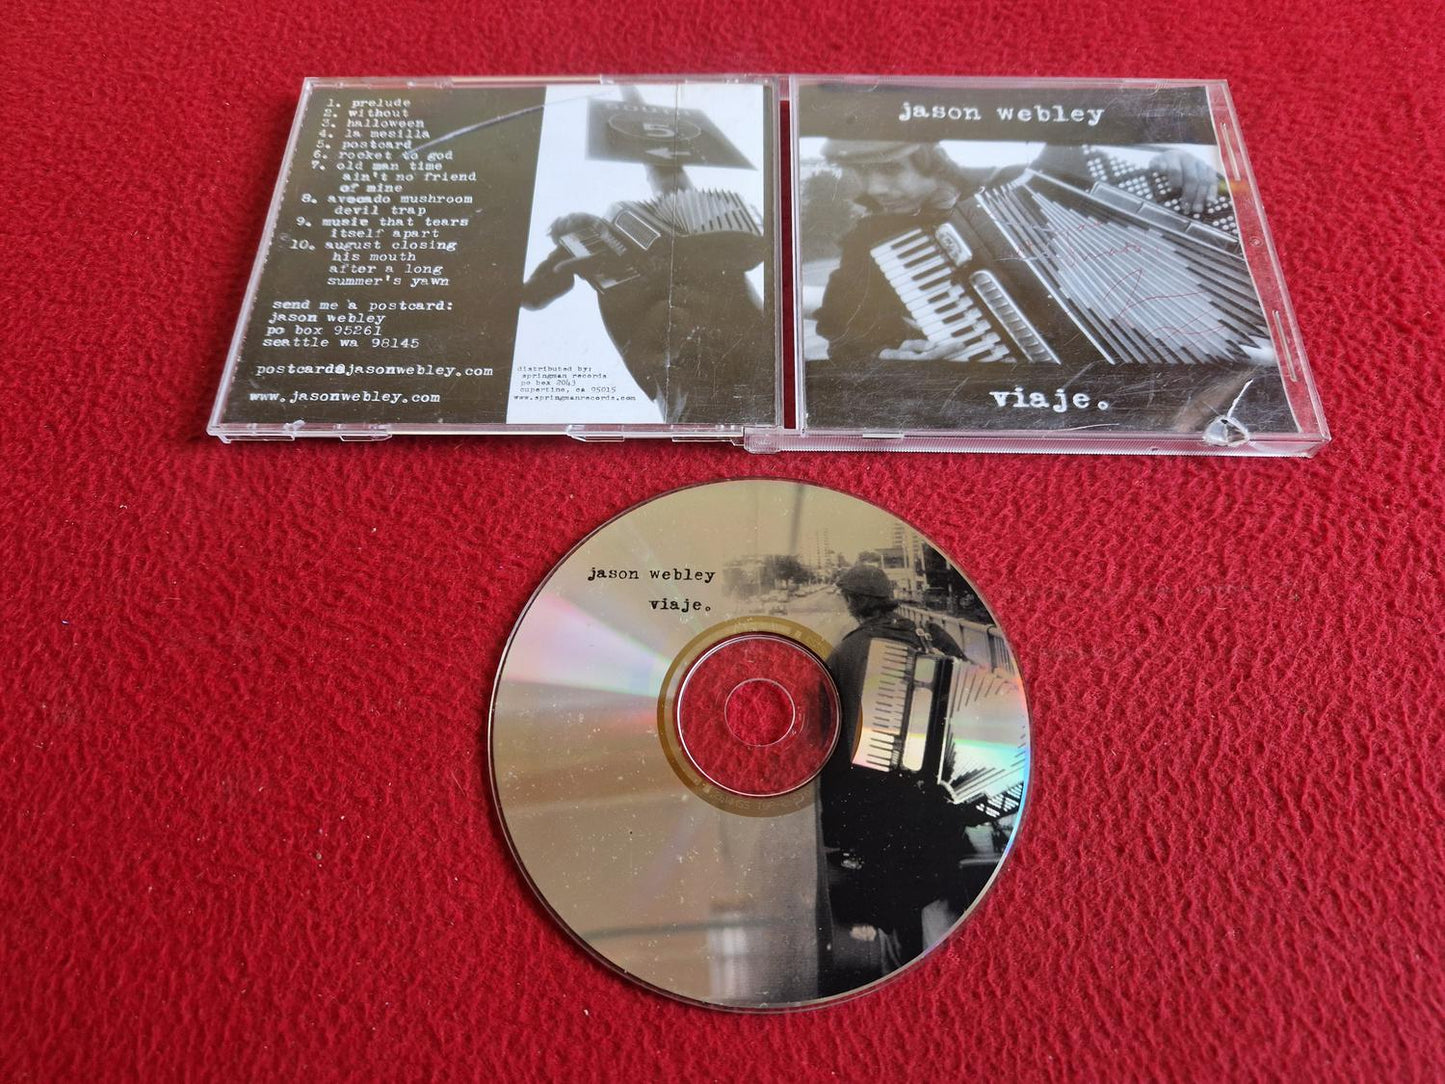 1. prelude
2. without
3. halloween
4. la mesilla
5. postcard
6. rocket to god
7. old man time
ain't no friend
of mine
8. avocado mushroom
devil trap
9. music that tears
itself apart
10. august closing
his mouth
after a long
summer's yawn
send me a postcard:
jason webley
po box 95261
seattle wa 98145
postcard@jasonwebley.com
www.jasonwebley.com
5
distributed by:
springman records
po box 2043
cupertino, ca 95015
www.springmanrecords.com
jason webley
viaje.
jason webley
viaje.